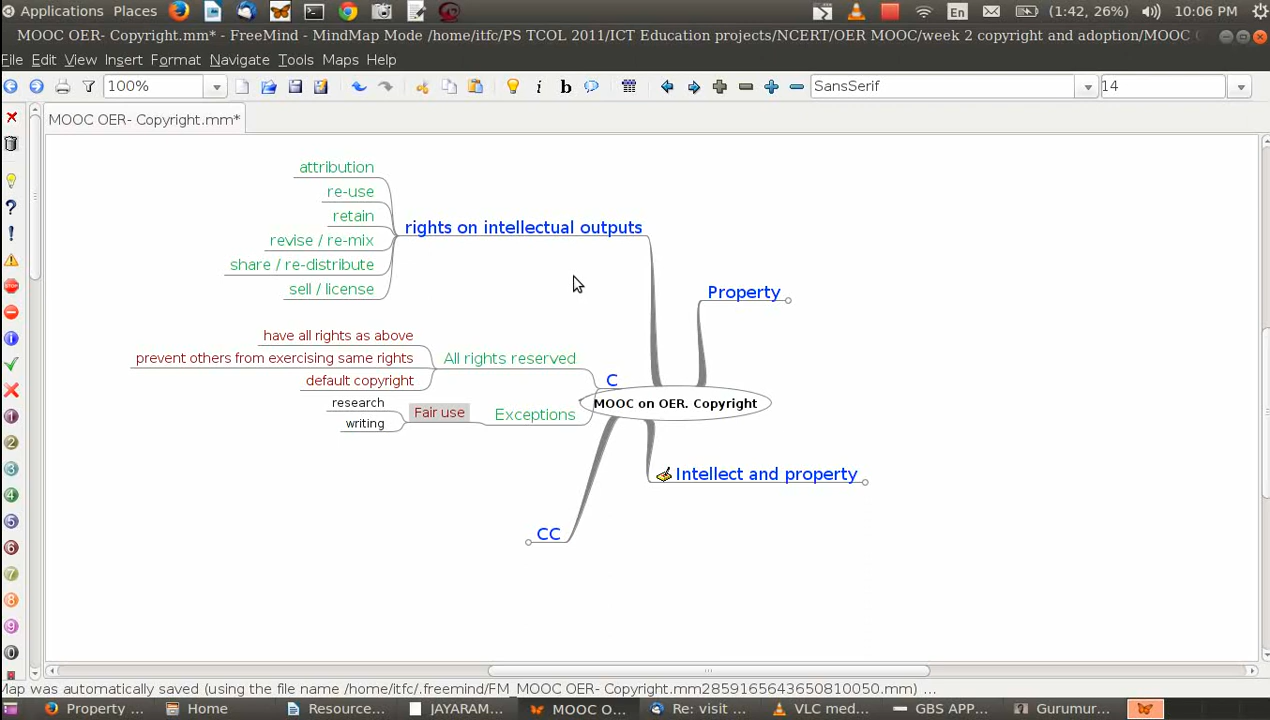 Applications Places En (1:42, 26%) 10:06 PM
MOOC OER- Copyright.mm* - FreeMind - MindMap Mode /home/itfc/PS TCOL 2011/ICT Education projects/NCERT/OER MOOC/week 2 copyright and adoption/MOOC
File Edit View Insert Format Navigate Tools Maps Help
100% i b SansSerif 14
MOOC OER- Copyright.mm*
attribution
re-use
retain
revise / re-mix
share / re-distribute
sell / license
rights on intellectual outputs
Property
have all rights as above
prevent others from exercising same rights
default copyright
All rights reserved
C
research
writing
Fair use
Exceptions
MOOC on OER. Copyright
Intellect and property
CC
Map was automatically saved (using the file name /home/itfc/.freemind/FM_MOOC OER- Copyright.mm2859165643650810050.mm) ...
Property ... Home Resource... JAYARAM... MOOC O... Re: visit ... VLC med... GBS APP... Gurumur...